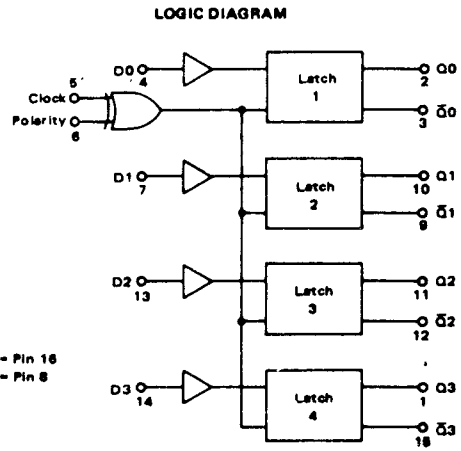 LOGIC DIAGRAM
D0
4
Latch
1
Q0
2
Q̅0
3
Clock
5
Polarity
6
D1
7
Latch
2
Q1
10
Q̅1
9
D2
13
Latch
3
Q2
11
Q̅2
12
= Pin 16
= Pin 8
D3
14
Latch
4
Q3
1
Q̅3
15